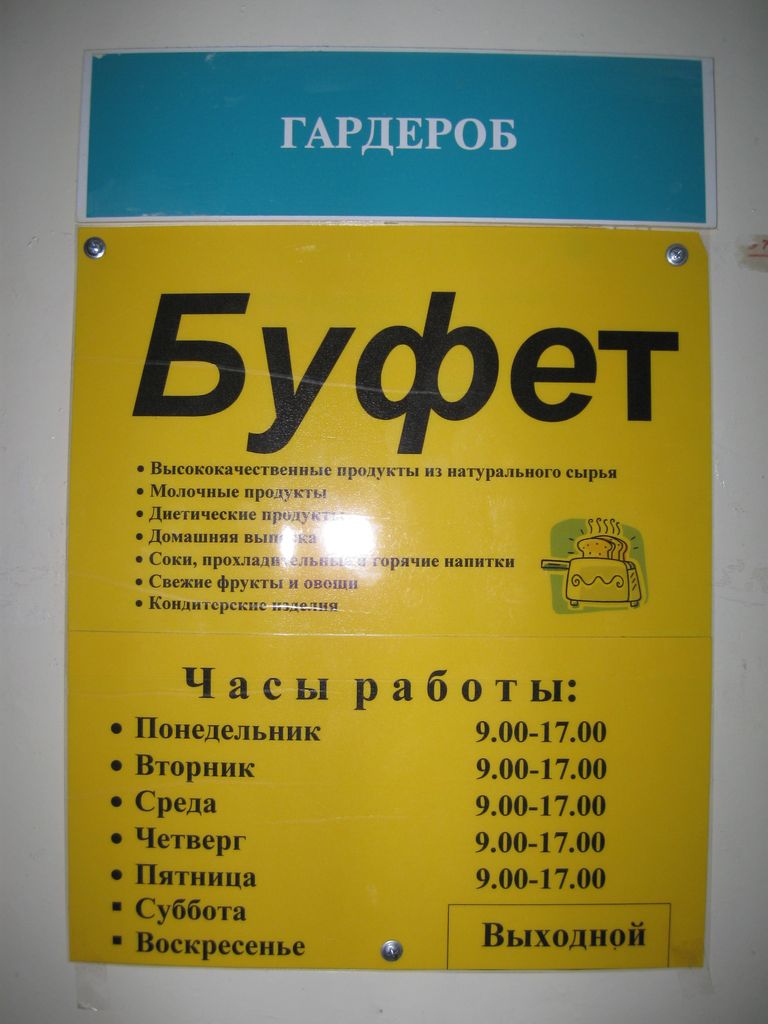 ГАРДЕРОБ
Буфет
• Высококачественные продукты из натурального сырья
• Молочные продукты
• Диетические продукты
• Домашняя выпечка
• Соки, прохладительные и горячие напитки
• Свежие фрукты и овощи
• Кондитерские изделия
Часы работы:
• Понедельник 9.00-17.00
• Вторник 9.00-17.00
• Среда 9.00-17.00
• Четверг 9.00-17.00
• Пятница 9.00-17.00
▪ Суббота
▪ Воскресенье Выходной